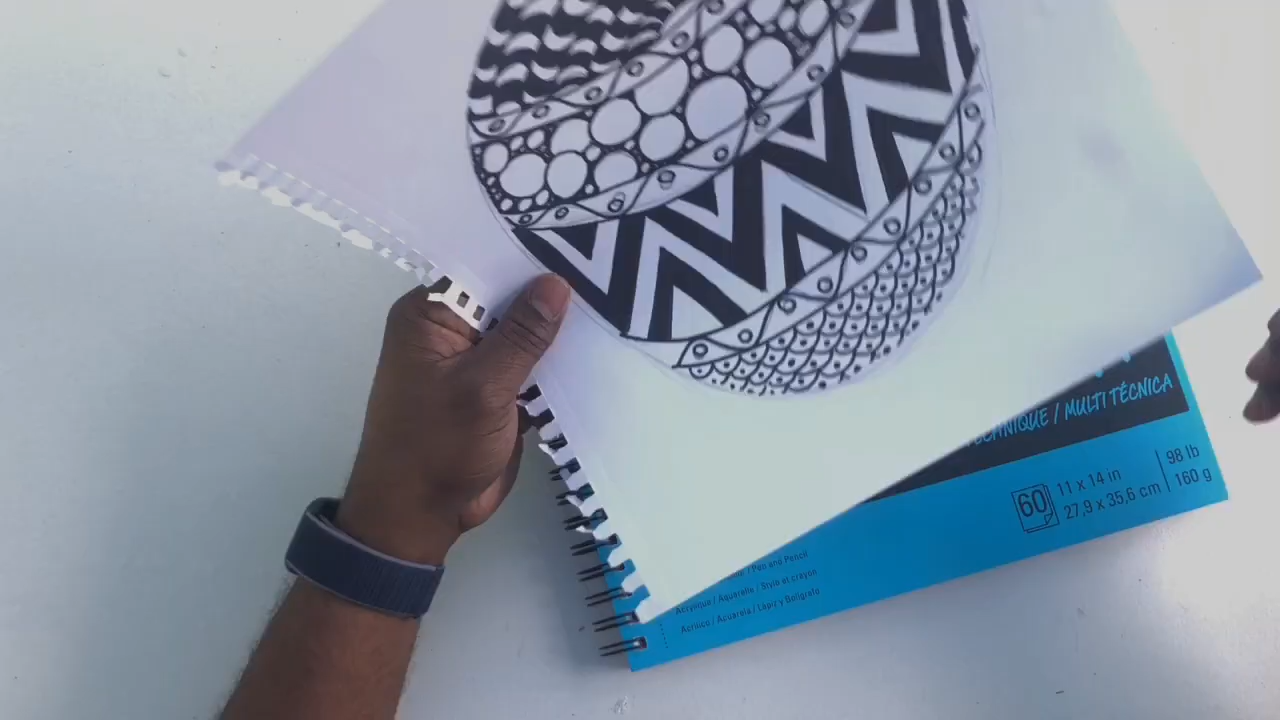 TECHNIQUE / MULTI TÉCNICA
60
11 x 14 in
27,9 x 35,6 cm
98 lb
160 g
/ Pen and Pencil
Acrylique / Aquarelle / Stylo et crayon
Acrílico / Acuarela / Lápiz y Bolígrafo